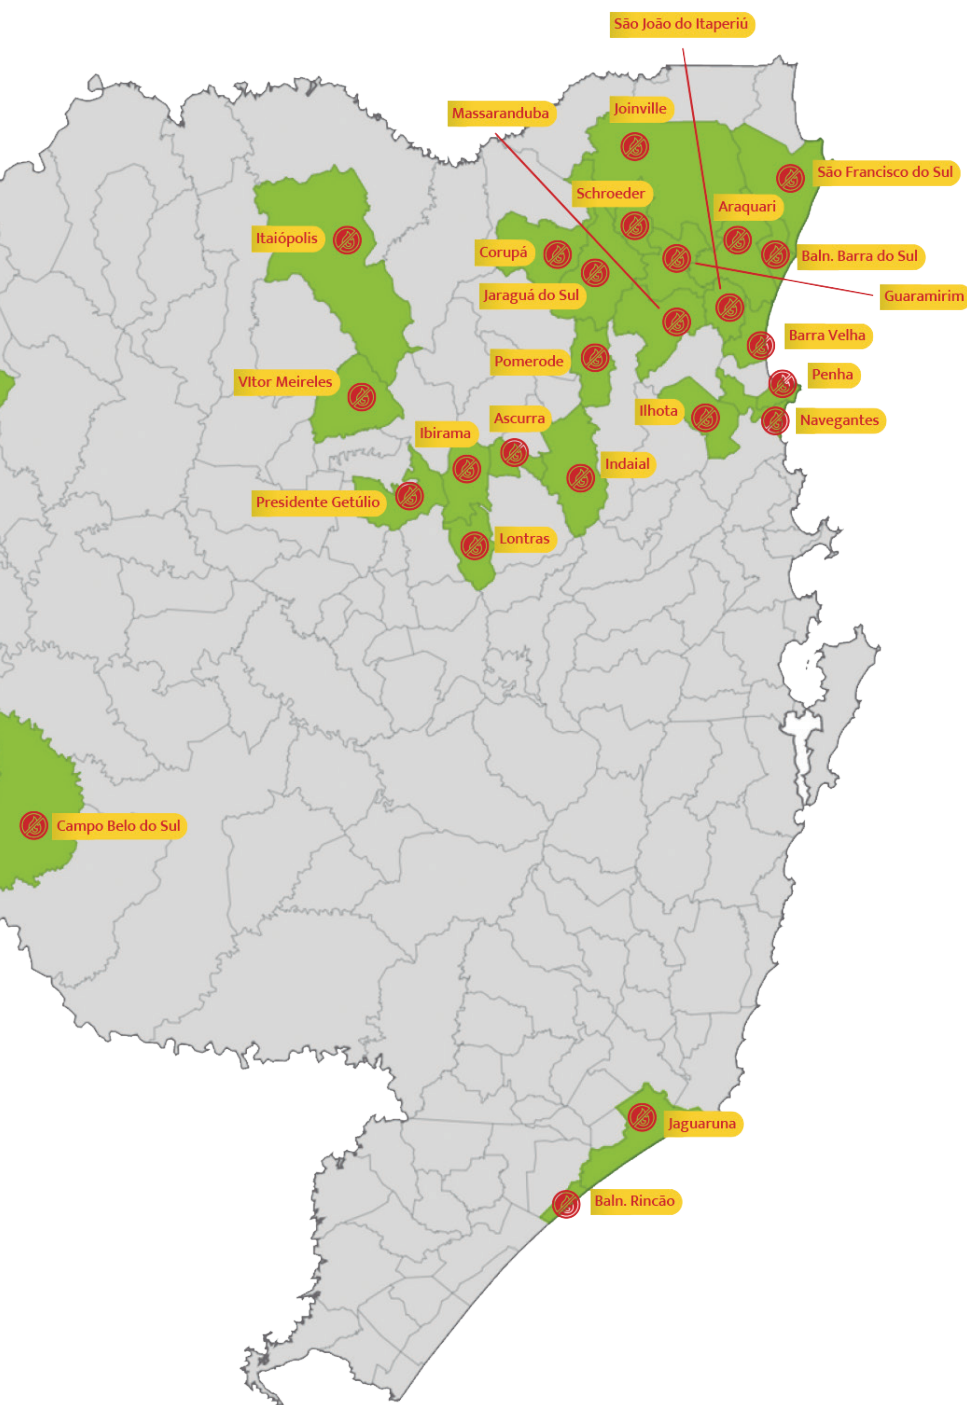 São João do Itaperiú
Massaranduba
Joinville
São Francisco do Sul
Schroeder
Araquari
Itaiópolis
Corupá
Baln. Barra do Sul
Jaraguá do Sul
Guaramirim
Barra Velha
Pomerode
Penha
VItor Meireles
Ilhota
Ascurra
Navegantes
Ibirama
Indaial
Presidente Getúlio
Lontras
Campo Belo do Sul
Jaguaruna
Baln. Rincão